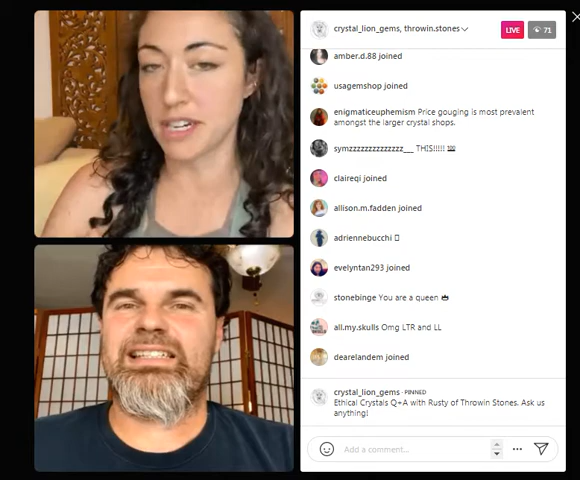 crystal_lion_gems, throwin.stones
LIVE
71
amber.d.88 joined
usagemshop joined
enigmaticeuphemism Price gouging is most prevalent
amongst the larger crystal shops.
THIS!!!!!
claireqi joined
allison.m.fadden joined
adriennebucchi
evelyntan293 joined
stonebinge You are a queen
all.my.skulls Omg LTR and LL
dearelandem joined
crystal_lion_gems · PINNED
Ethical Crystals Q+A with Rusty of Throwin Stones. Ask us
anything!
Add a comment...